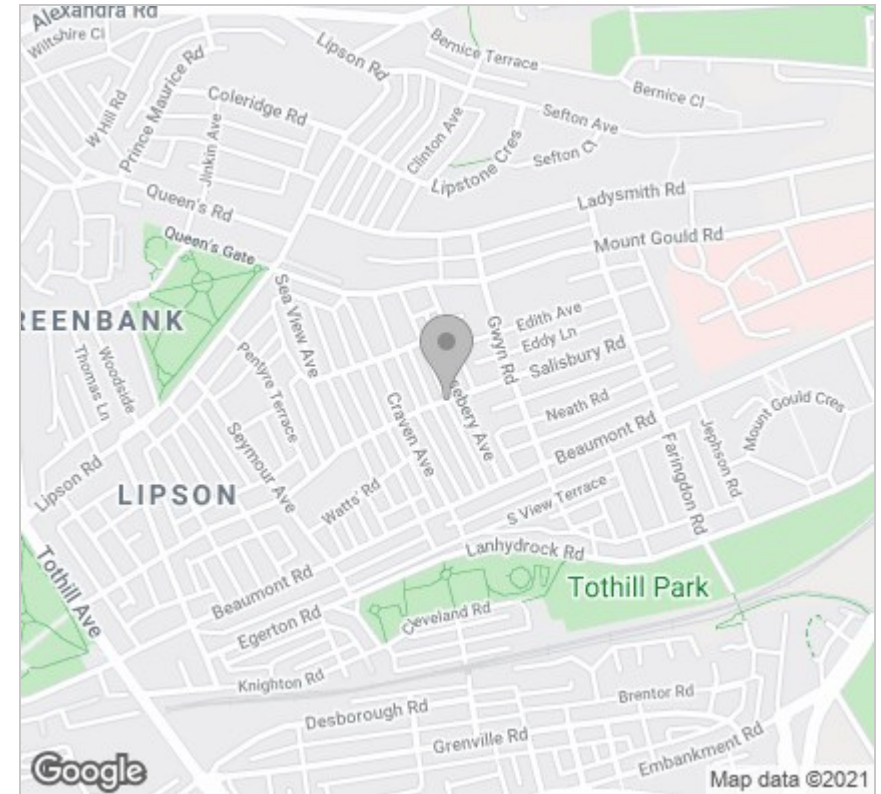 Alexandra Rd
Wiltshire Cl
W Hill Rd
Prince Maurice Rd
Coleridge Rd
Jinkin Ave
Lipson Rd
Bernice Terrace
Bernice Cl
Clinton Ave
Sefton Ave
Sefton Ct
Lipstone Cres
Ladysmith Rd
Queen's Rd
Queen's Gate
Mount Gould Rd
REENBANK
Sea View Ave
Gwyn Rd
Edith Ave
Eddy Ln
Salisbury Rd
Thomas Ln
Woodside
Pentyre Terrace
Craven Ave
sebery Ave
Neath Rd
Mount Gould Cres
Beaumont Rd
Jephson Rd
Faringdon Rd
Lipson Rd
LIPSON
Seymour Ave
Watts' Rd
S View Terrace
Lanhydrock Rd
Tothill Ave
Beaumont Rd
Tothill Park
Egerton Rd
Cleveland Rd
Knighton Rd
Desborough Rd
Brentor Rd
Grenville Rd
Embankment Rd
Google
Map data ©2021